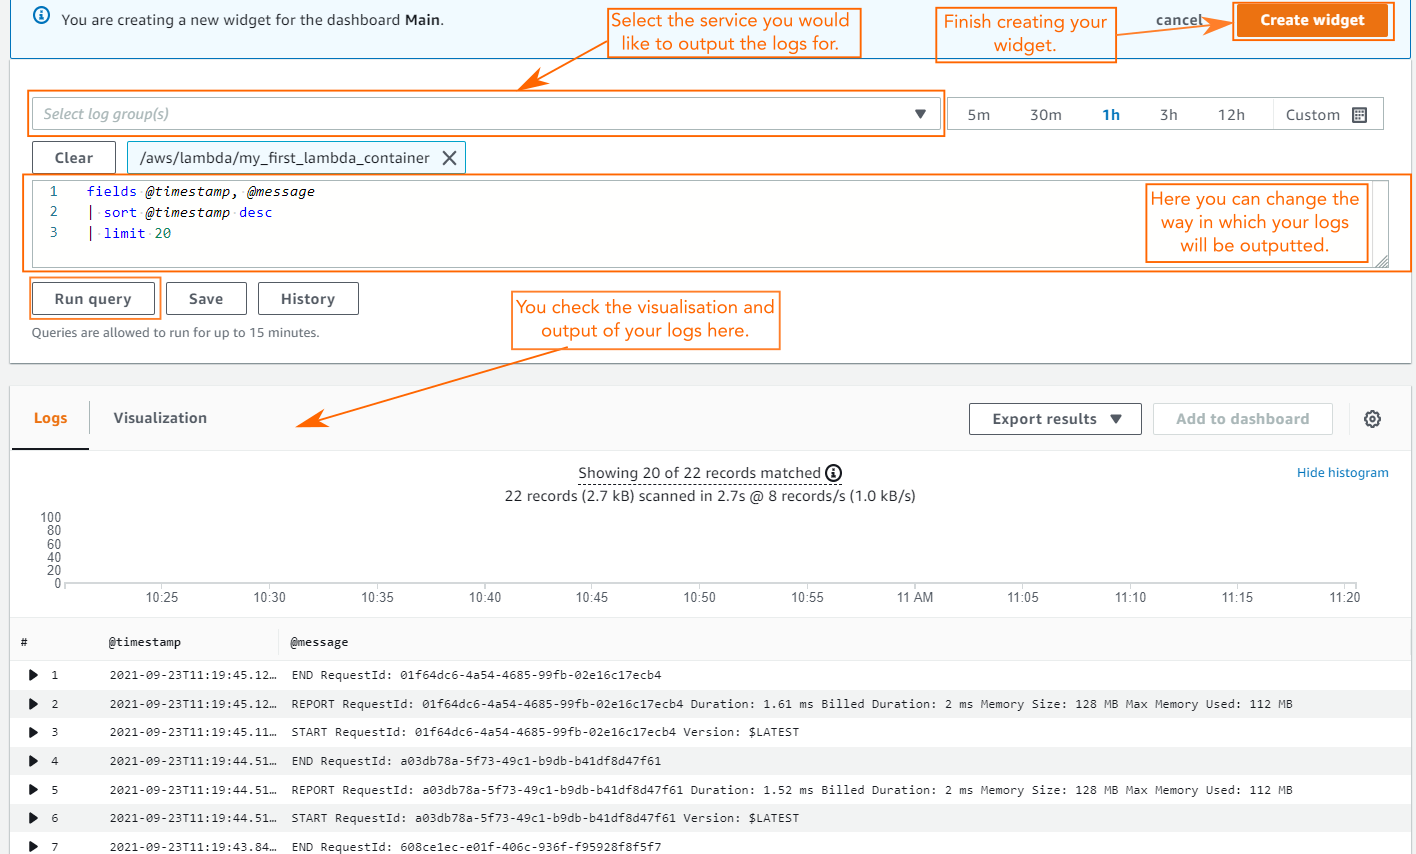 You are creating a new widget for the dashboard Main.
Select the service you would
like to output the logs for.
Finish creating your
widget.
cancel
Create widget
Select log group(s)
5m 30m 1h 3h 12h Custom
Clear
/aws/lambda/my_first_lambda_container
1 fields @timestamp, @message
2 | sort @timestamp desc
3 | limit 20
Here you can change the
way in which your logs
will be outputted.
Run query Save History
Queries are allowed to run for up to 15 minutes.
You check the visualisation and
output of your logs here.
Logs Visualization
Export results Add to dashboard
Showing 20 of 22 records matched
Hide histogram
22 records (2.7 kB) scanned in 2.7s @ 8 records/s (1.0 kB/s)
100
80
60
40
20
0
10:25 10:30 10:35 10:40 10:45 10:50 10:55 11 AM 11:05 11:10 11:15 11:20
# @timestamp @message
1 2021-09-23T11:19:45.12… END RequestId: 01f64dc6-4a54-4685-99fb-02e16c17ecb4
2 2021-09-23T11:19:45.12… REPORT RequestId: 01f64dc6-4a54-4685-99fb-02e16c17ecb4 Duration: 1.61 ms Billed Duration: 2 ms Memory Size: 128 MB Max Memory Used: 112 MB
3 2021-09-23T11:19:45.11… START RequestId: 01f64dc6-4a54-4685-99fb-02e16c17ecb4 Version: $LATEST
4 2021-09-23T11:19:44.51… END RequestId: a03db78a-5f73-49c1-b9db-b41df8d47f61
5 2021-09-23T11:19:44.51… REPORT RequestId: a03db78a-5f73-49c1-b9db-b41df8d47f61 Duration: 1.52 ms Billed Duration: 2 ms Memory Size: 128 MB Max Memory Used: 112 MB
6 2021-09-23T11:19:44.51… START RequestId: a03db78a-5f73-49c1-b9db-b41df8d47f61 Version: $LATEST
7 2021-09-23T11:19:43.84… END RequestId: 608ce1ec-e01f-406c-936f-f95928f8f5f7